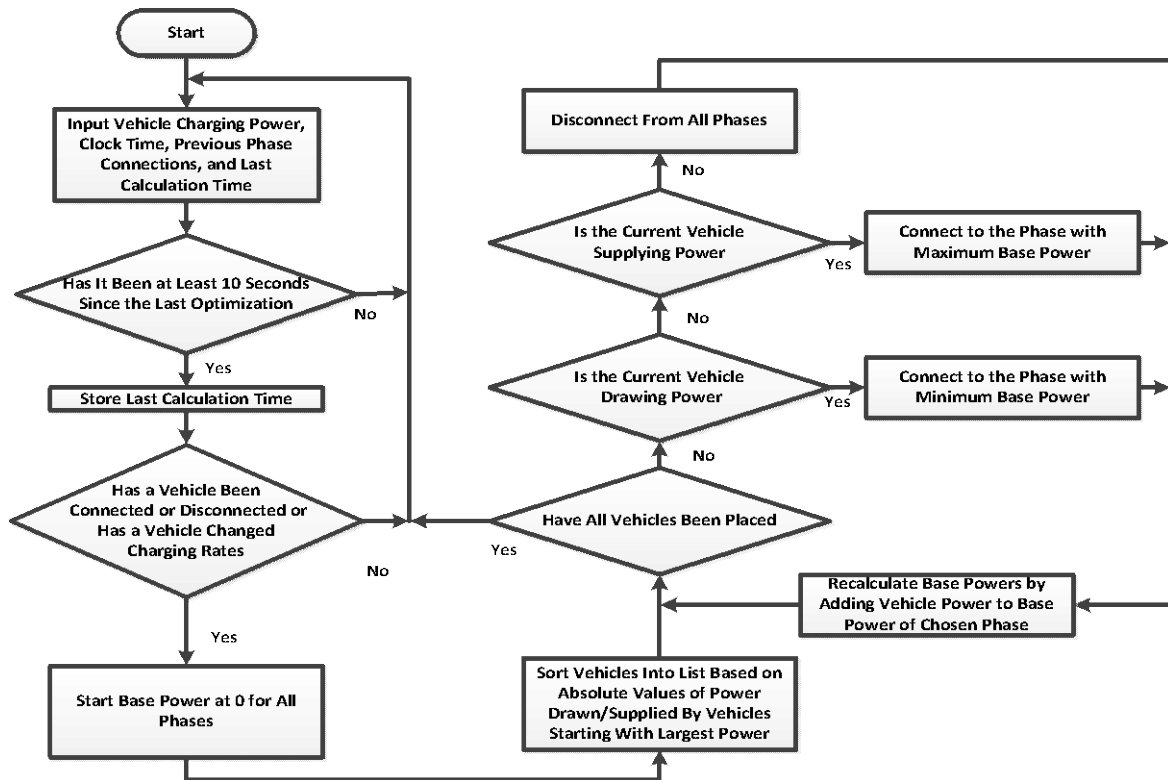 Start
Input Vehicle Charging Power,
Clock Time, Previous Phase
Connections, and Last
Calculation Time
Has It Been at Least 10 Seconds
Since the Last Optimization
No
Yes
Store Last Calculation Time
Has a Vehicle Been
Connected or Disconnected or
Has a Vehicle Changed
Charging Rates
No
Yes
Start Base Power at 0 for All
Phases
Sort Vehicles Into List Based on
Absolute Values of Power
Drawn/Supplied By Vehicles
Starting With Largest Power
Have All Vehicles Been Placed
Yes
No
Is the Current Vehicle
Drawing Power
Yes
No
Connect to the Phase with
Minimum Base Power
Is the Current Vehicle
Supplying Power
Yes
No
Connect to the Phase with
Maximum Base Power
Disconnect From All Phases
Recalculate Base Powers by
Adding Vehicle Power to Base
Power of Chosen Phase